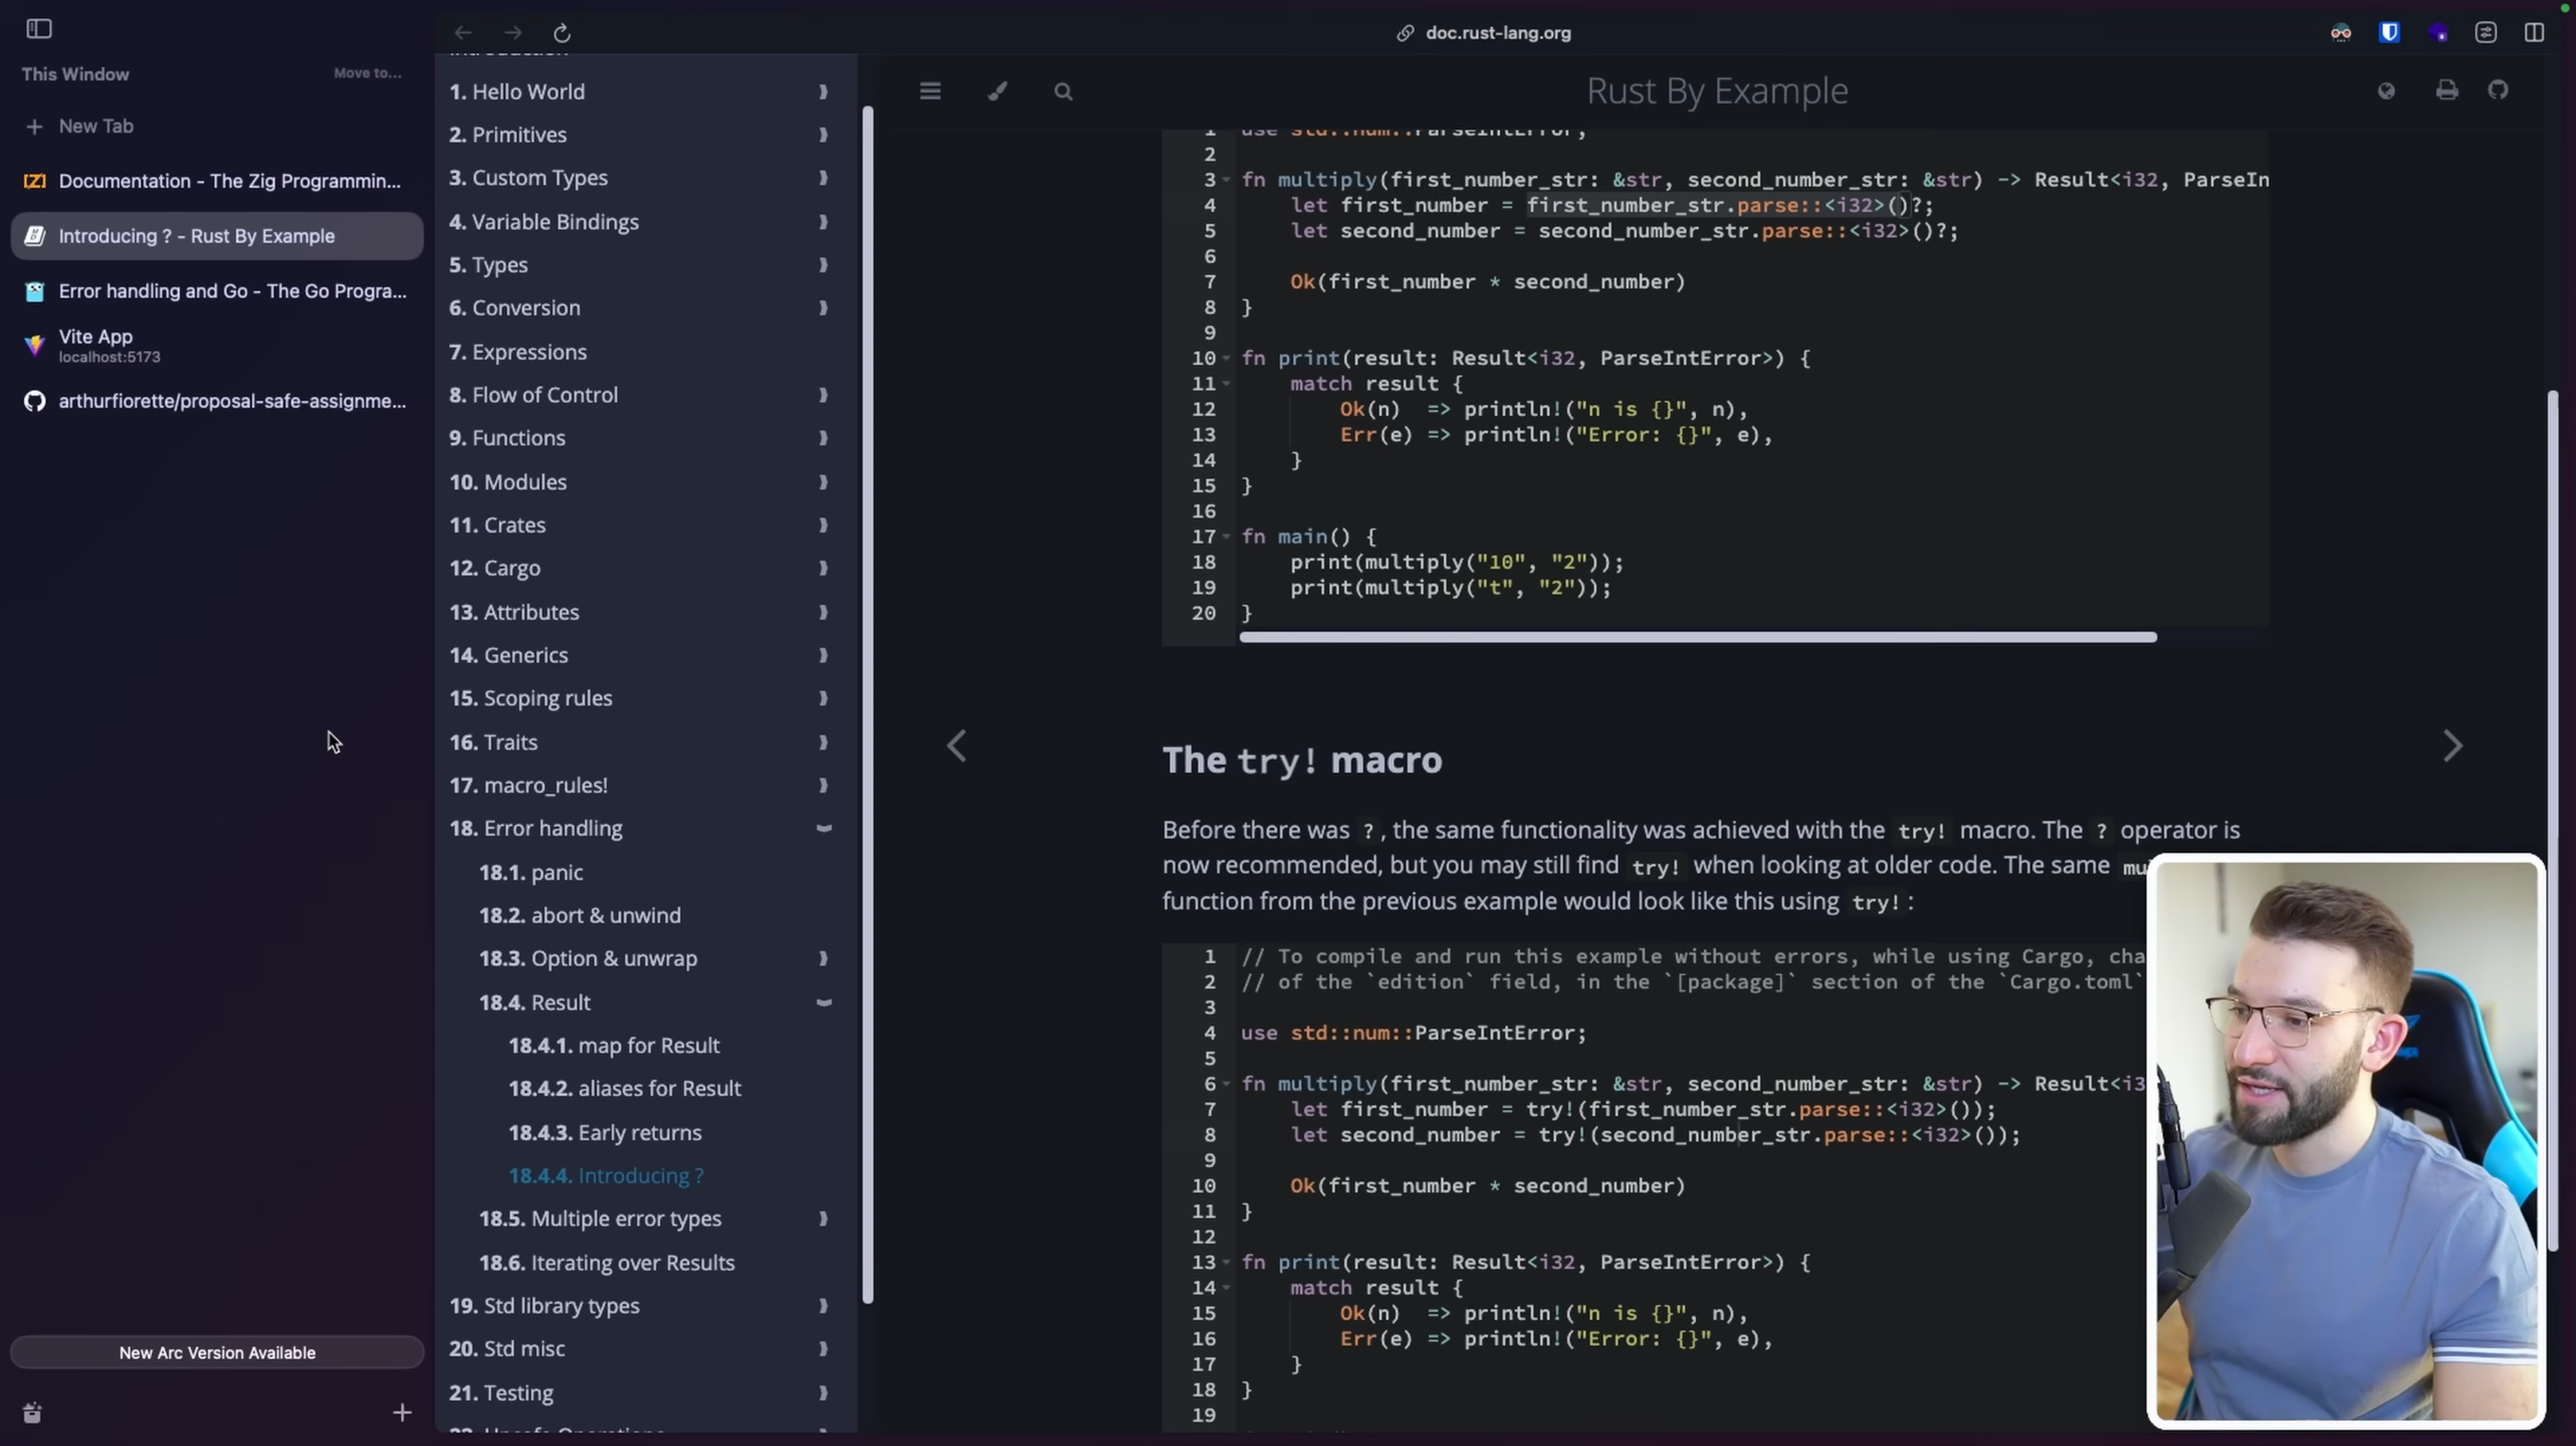 This Window
Move to...
New Tab
Documentation - The Zig Programmin...
Introducing ? - Rust By Example
Error handling and Go - The Go Progra...
Vite App
localhost:5173
arthurfiorette/proposal-safe-assignme...
New Arc Version Available
doc.rust-lang.org
1. Hello World
2. Primitives
3. Custom Types
4. Variable Bindings
5. Types
6. Conversion
7. Expressions
8. Flow of Control
9. Functions
10. Modules
11. Crates
12. Cargo
13. Attributes
14. Generics
15. Scoping rules
16. Traits
17. macro_rules!
18. Error handling
18.1. panic
18.2. abort & unwind
18.3. Option & unwrap
18.4. Result
18.4.1. map for Result
18.4.2. aliases for Result
18.4.3. Early returns
18.4.4. Introducing ?
18.5. Multiple error types
18.6. Iterating over Results
19. Std library types
20. Std misc
21. Testing
Rust By Example
1 use std::num::ParseIntError;
2
3 fn multiply(first_number_str: &str, second_number_str: &str) -> Result<i32, ParseIn
4 let first_number = first_number_str.parse::<i32>()?;
5 let second_number = second_number_str.parse::<i32>()?;
6
7 Ok(first_number * second_number)
8 }
9
10 fn print(result: Result<i32, ParseIntError>) {
11 match result {
12 Ok(n)  => println!("n is {}", n),
13 Err(e) => println!("Error: {}", e),
14 }
15 }
16
17 fn main() {
18 print(multiply("10", "2"));
19 print(multiply("t", "2"));
20 }
The try! macro
Before there was ?, the same functionality was achieved with the try! macro. The ? operator is
now recommended, but you may still find try! when looking at older code. The same mu
function from the previous example would look like this using try!:
1 // To compile and run this example without errors, while using Cargo, cha
2 // of the `edition` field, in the `[package]` section of the `Cargo.toml`
3
4 use std::num::ParseIntError;
5
6 fn multiply(first_number_str: &str, second_number_str: &str) -> Result<i3
7 let first_number = try!(first_number_str.parse::<i32>());
8 let second_number = try!(second_number_str.parse::<i32>());
9
10 Ok(first_number * second_number)
11 }
12
13 fn print(result: Result<i32, ParseIntError>) {
14 match result {
15 Ok(n)  => println!("n is {}", n),
16 Err(e) => println!("Error: {}", e),
17 }
18 }
19